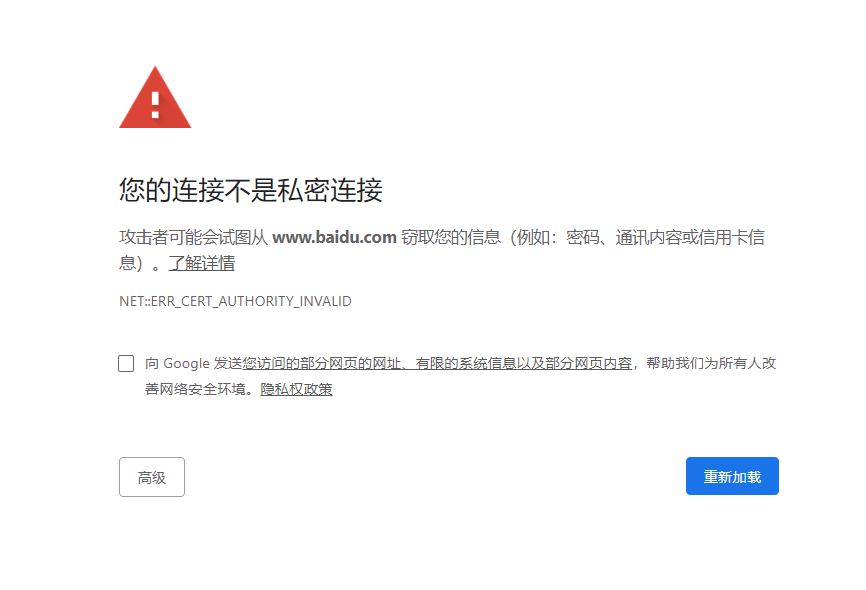 您的连接不是私密连接
攻击者可能会试图从 www.baidu.com 窃取您的信息（例如：密码、通讯内容或信用卡信
息）。了解详情
NET::ERR_CERT_AUTHORITY_INVALID
向 Google 发送您访问的部分网页的网址、有限的系统信息以及部分网页内容，帮助我们为所有人改
善网络安全环境。隐私权政策
高级
重新加载